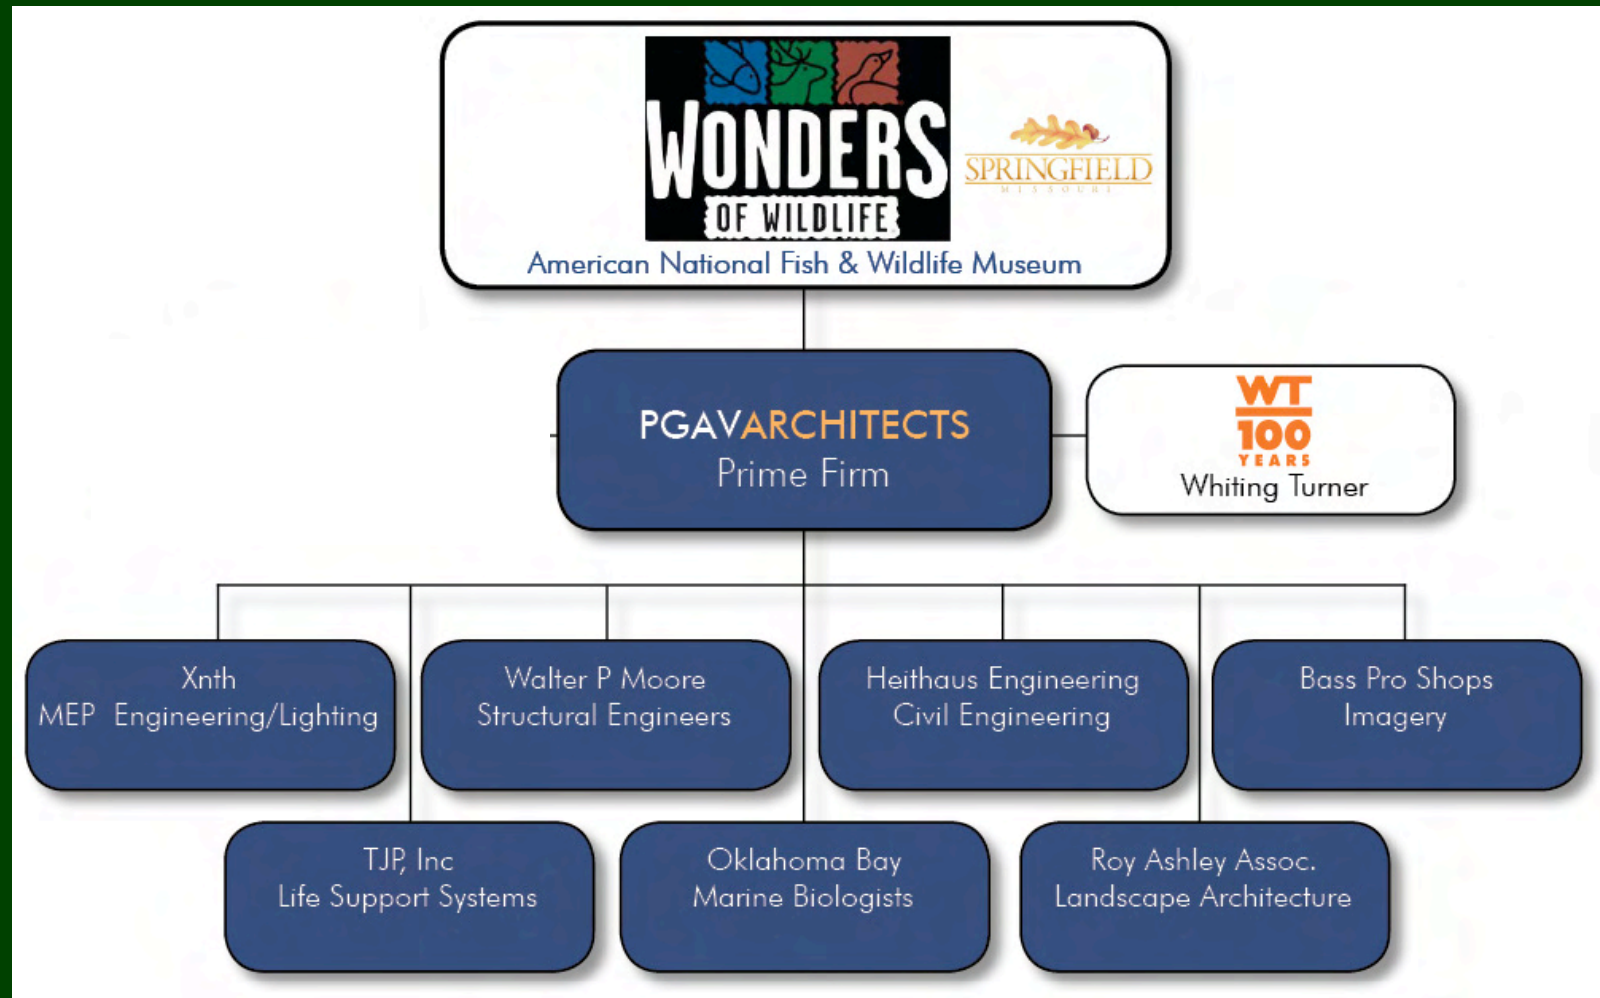 WONDERS
OF WILDLIFE
SPRINGFIELD
MISSOURI
American National Fish & Wildlife Museum
PGAVARCHITECTS
Prime Firm
WT
100
YEARS
Whiting Turner
Xnth
MEP Engineering/Lighting
Walter P Moore
Structural Engineers
Heithaus Engineering
Civil Engineering
Bass Pro Shops
Imagery
TJP, Inc
Life Support Systems
Oklahoma Bay
Marine Biologists
Roy Ashley Assoc.
Landscape Architecture